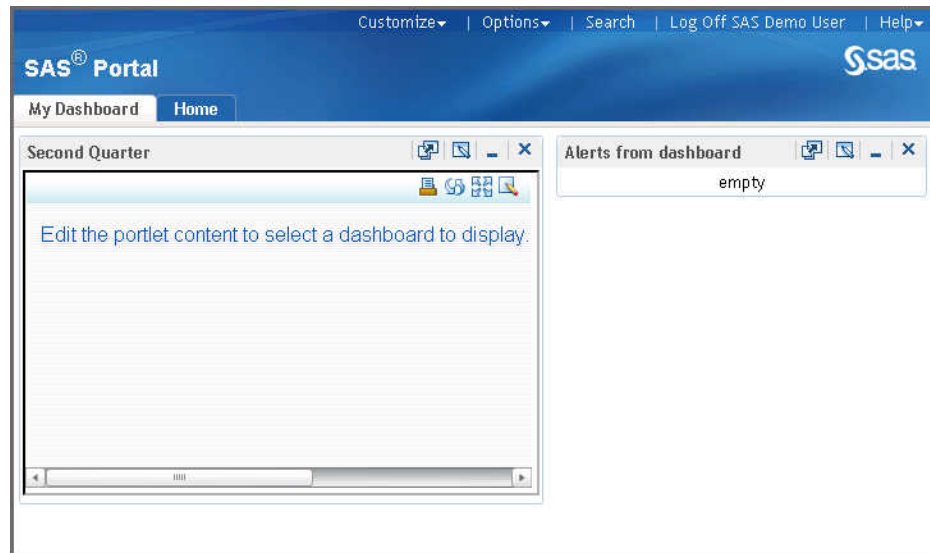 Customize | Options | Search | Log Off SAS Demo User | Help
SAS® Portal
sas
My Dashboard Home
Second Quarter
Alerts from dashboard
empty
Edit the portlet content to select a dashboard to display.